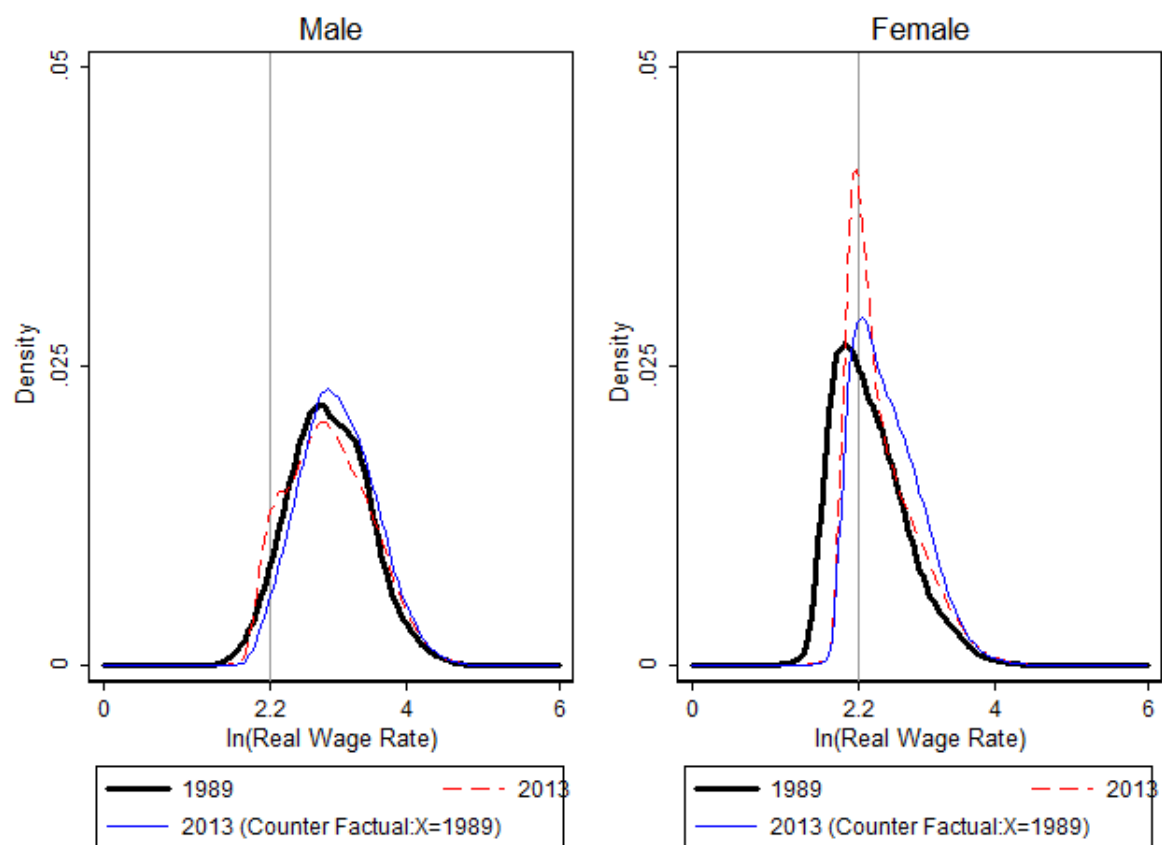 Male
.05
.025
0
Density
0 2.2 4 6
ln(Real Wage Rate)
1989 2013
2013 (Counter Factual:X=1989)
Female
.05
.025
0
Density
0 2.2 4 6
ln(Real Wage Rate)
1989 2013
2013 (Counter Factual:X=1989)